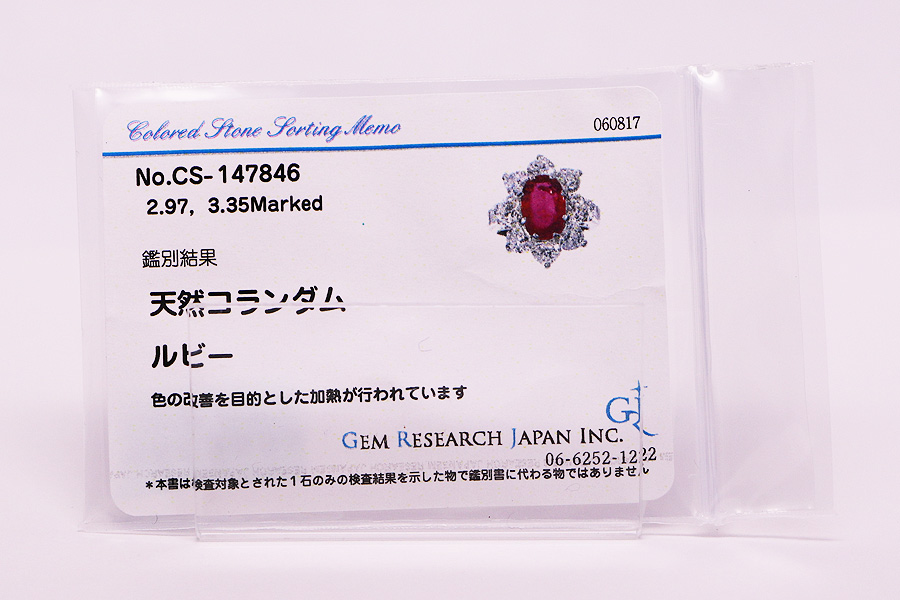 Colored Stone Sorting Memo
060817
No.CS-147846
2.97, 3.35Marked
鑑別結果
天然コランダム
ルビー
色の改善を目的とした加熱が行われています
GEM RESEARCH JAPAN INC.
06-6252-1222
*本書は検査対象とされた1石のみの検査結果を示した物で鑑別書に代わる物ではありません